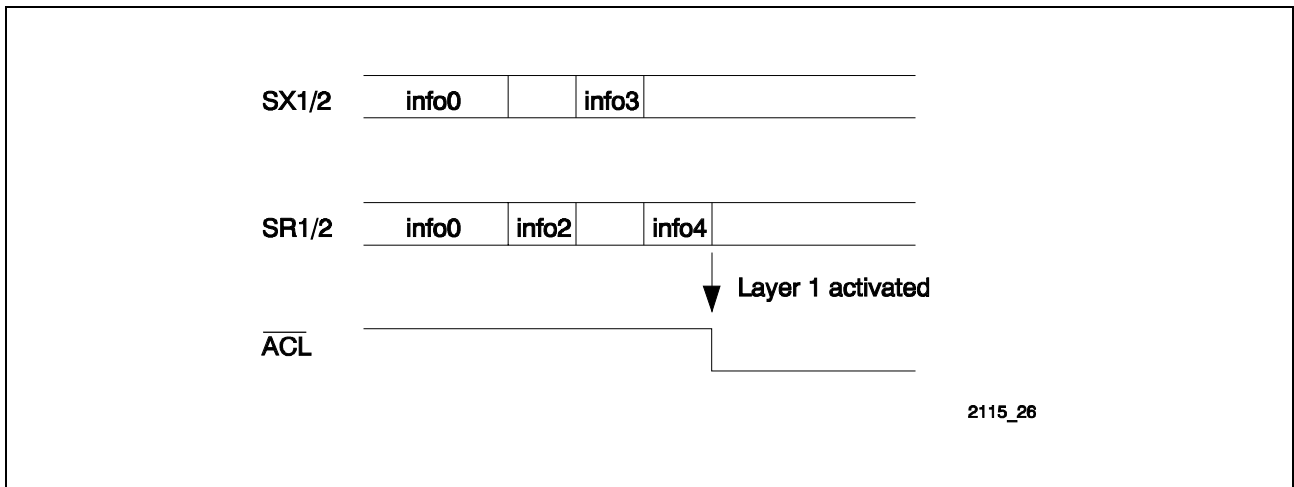 SX1/2 info0 info3
SR1/2 info0 info2 info4
Layer 1 activated
ACL
2115_26